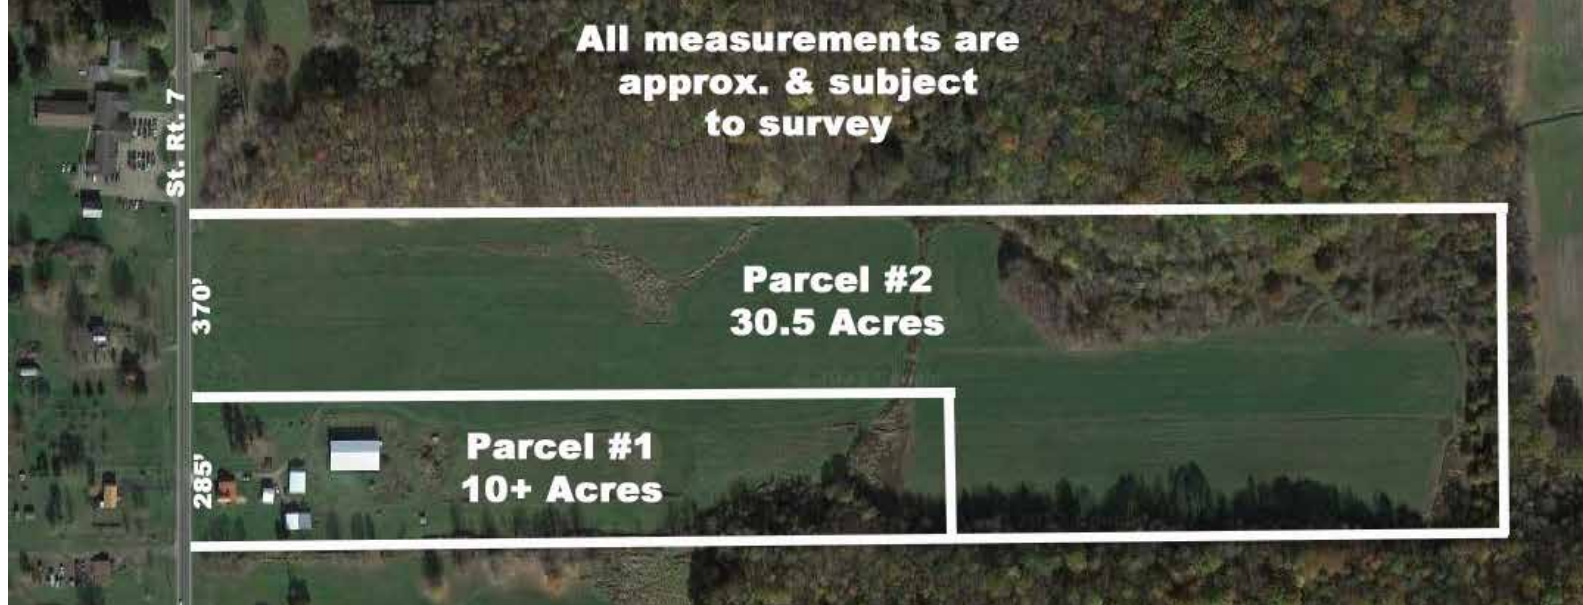 All measurements are
approx. & subject
to survey
St. Rt. 7
370'
Parcel #2
30.5 Acres
285'
Parcel #1
10+ Acres